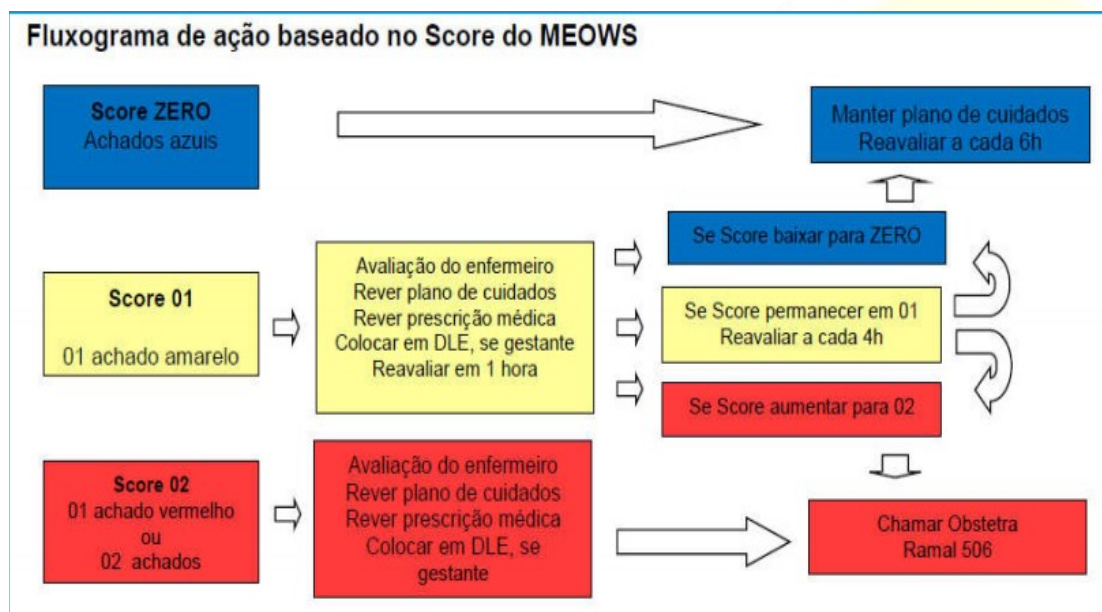 Fluxograma de ação baseado no Score do MEOWS
Score ZERO
Achados azuis
Manter plano de cuidados
Reavaliar a cada 6h
Score 01
01 achado amarelo
Avaliação do enfermeiro
Rever plano de cuidados
Rever prescrição médica
Colocar em DLE, se gestante
Reavaliar em 1 hora
Se Score baixar para ZERO
Se Score permanecer em 01
Reavaliar a cada 4h
Se Score aumentar para 02
Score 02
01 achado vermelho
ou
02 achados
Avaliação do enfermeiro
Rever plano de cuidados
Rever prescrição médica
Colocar em DLE, se
gestante
Chamar Obstetra
Ramal 506